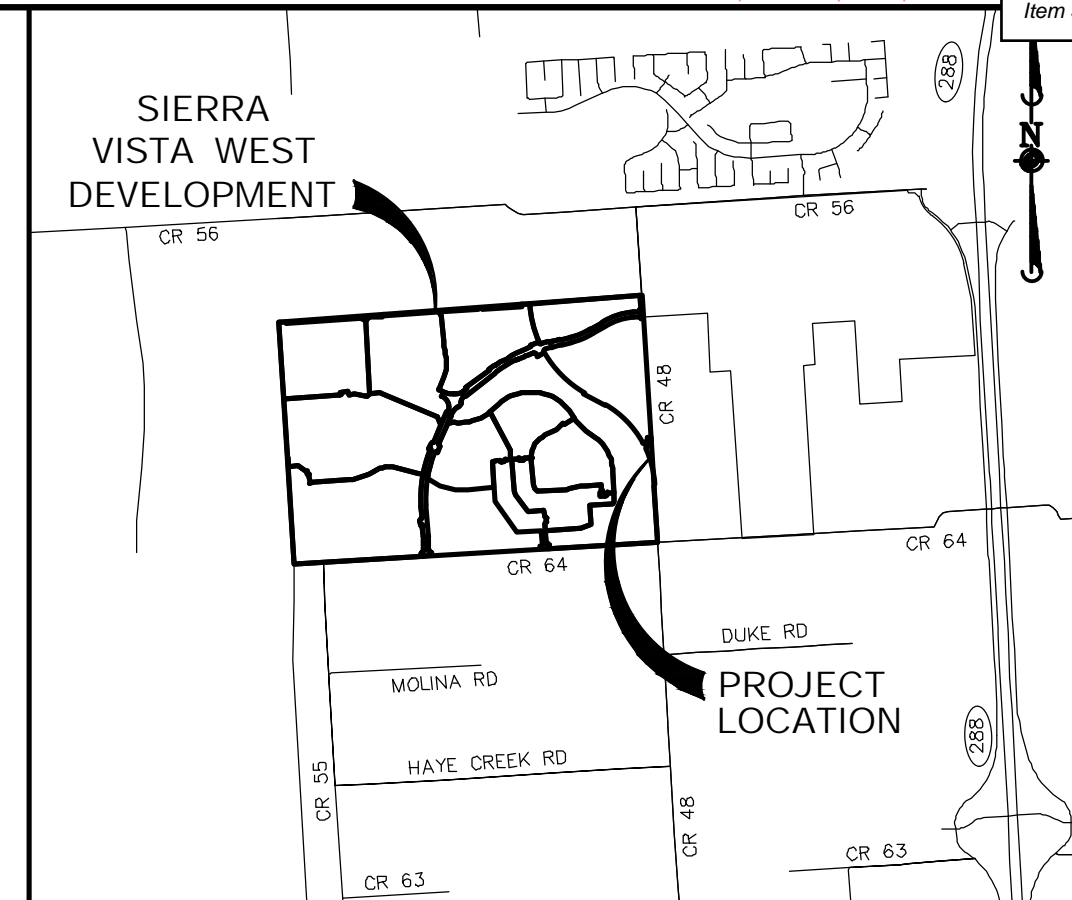 Item
288
SIERRA
VISTA WEST
DEVELOPMENT
N
CR 56
CR 56
CR 48
CR 64
CR 64
DUKE RD
MOLINA RD
PROJECT
LOCATION
288
HAYE CREEK RD
CR 55
CR 48
CR 63
CR 63